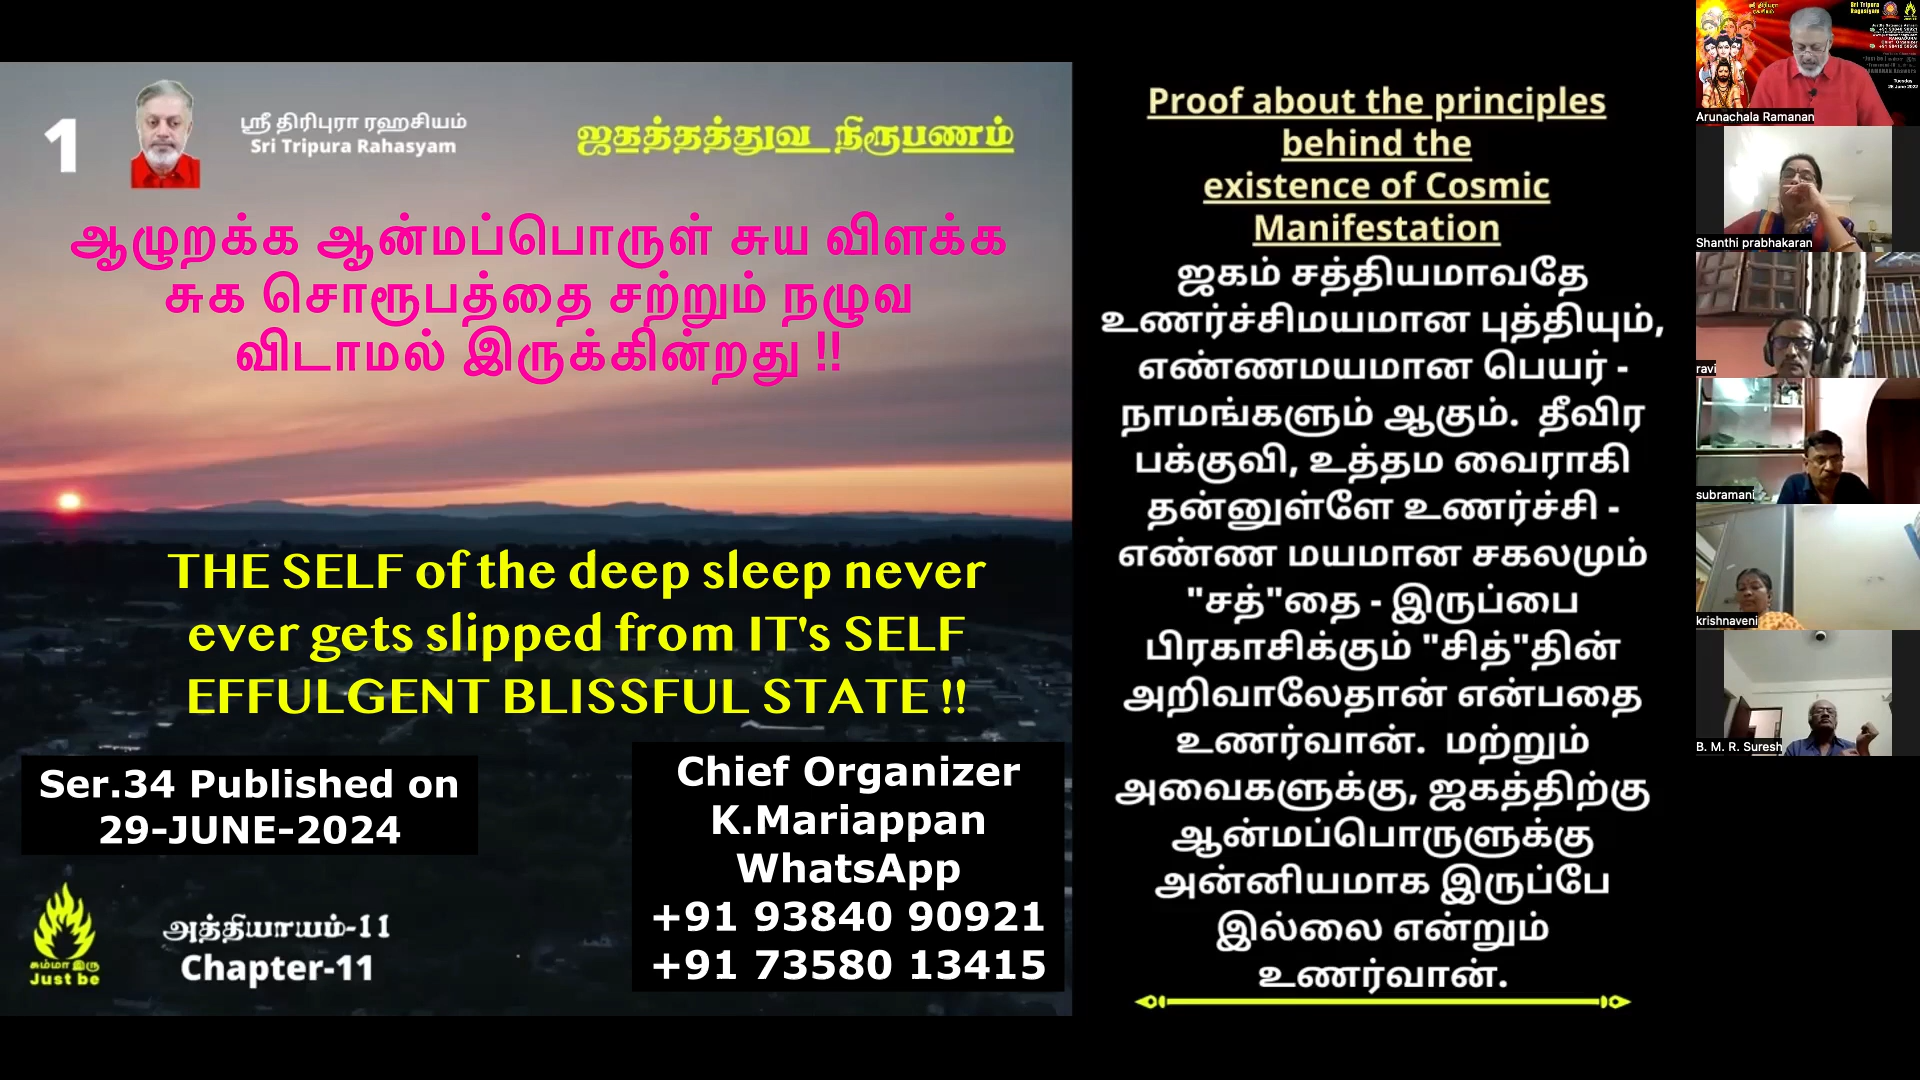 1
ஸ்ரீ திரிபுரா ரஹசியம்
Sri Tripura Rahasyam
ஜகத்தத்துவ நிரூபணம்
ஆழுறக்க ஆன்மப்பொருள் சுய விளக்க
சுக சொரூபத்தை சற்றும் நழுவ
விடாமல் இருக்கின்றது !!
THE SELF of the deep sleep never
ever gets slipped from IT's SELF
EFFULGENT BLISSFUL STATE !!
Ser.34 Published on
29-JUNE-2024
Chief Organizer
K.Mariappan
WhatsApp
+91 93840 90921
+91 73580 13415
சும்மா இரு
Just be
அத்தியாயம்-11
Chapter-11
Proof about the principles
behind the
existence of Cosmic
Manifestation
ஜகம் சத்தியமாவதே
உணர்ச்சிமயமான புத்தியும்,
எண்ணமயமான பெயர் -
நாமங்களும் ஆகும். தீவிர
பக்குவி, உத்தம வைராகி
தன்னுள்ளே உணர்ச்சி -
எண்ண மயமான சகலமும்
"சத்"தை - இருப்பை
பிரகாசிக்கும் "சித்"தின்
அறிவாலேதான் என்பதை
உணர்வான். மற்றும்
அவைகளுக்கு, ஜகத்திற்கு
ஆன்மப்பொருளுக்கு
அன்னியமாக இருப்பே
இல்லை என்றும்
உணர்வான்.
Sri Tripura
Arunachala Ramanan
Shanthi prabhakaran
ravi
subramani
krishnaveni
B. M. R. Suresh